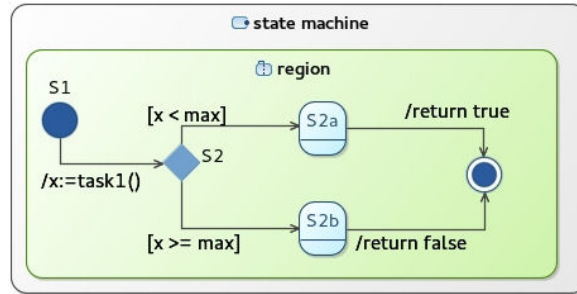 state machine
region
S1
[x < max]
S2a
/return true
S2
/x:=task1()
S2b
[x >= max]
/return false